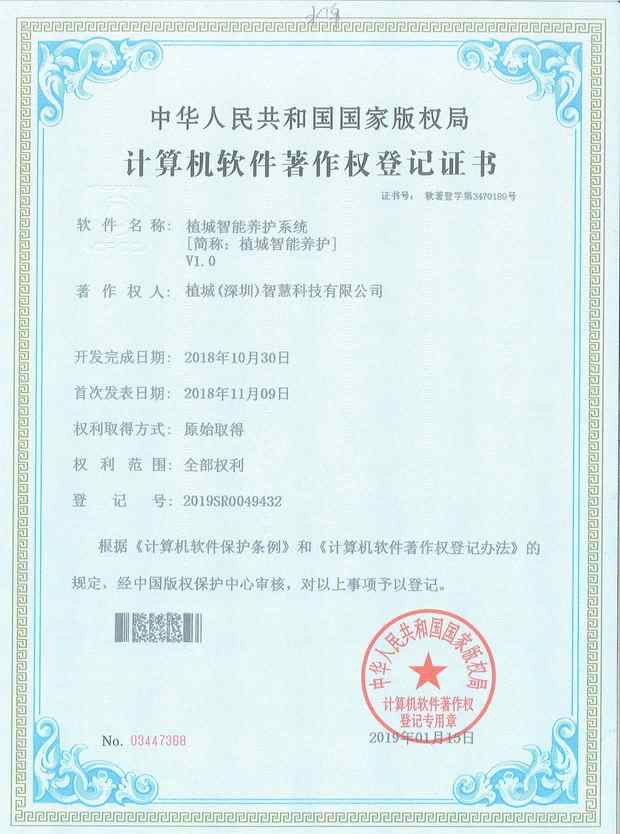 中华人民共和国国家版权局
计算机软件著作权登记证书
证书号： 软著登字第3470189号
软件名称： 植城智能养护系统
[简称：植城智能养护]
V1.0
著作权人： 植城(深圳)智慧科技有限公司
开发完成日期： 2018年10月30日
首次发表日期： 2018年11月09日
权利取得方式： 原始取得
权利范围： 全部权利
登记号： 2019SR0049432
根据《计算机软件保护条例》和《计算机软件著作权登记办法》的
规定，经中国版权保护中心审核，对以上事项予以登记。
中华人民共和国国家版权局
计算机软件著作权
登记专用章
No. 03447368
2019年01月15日